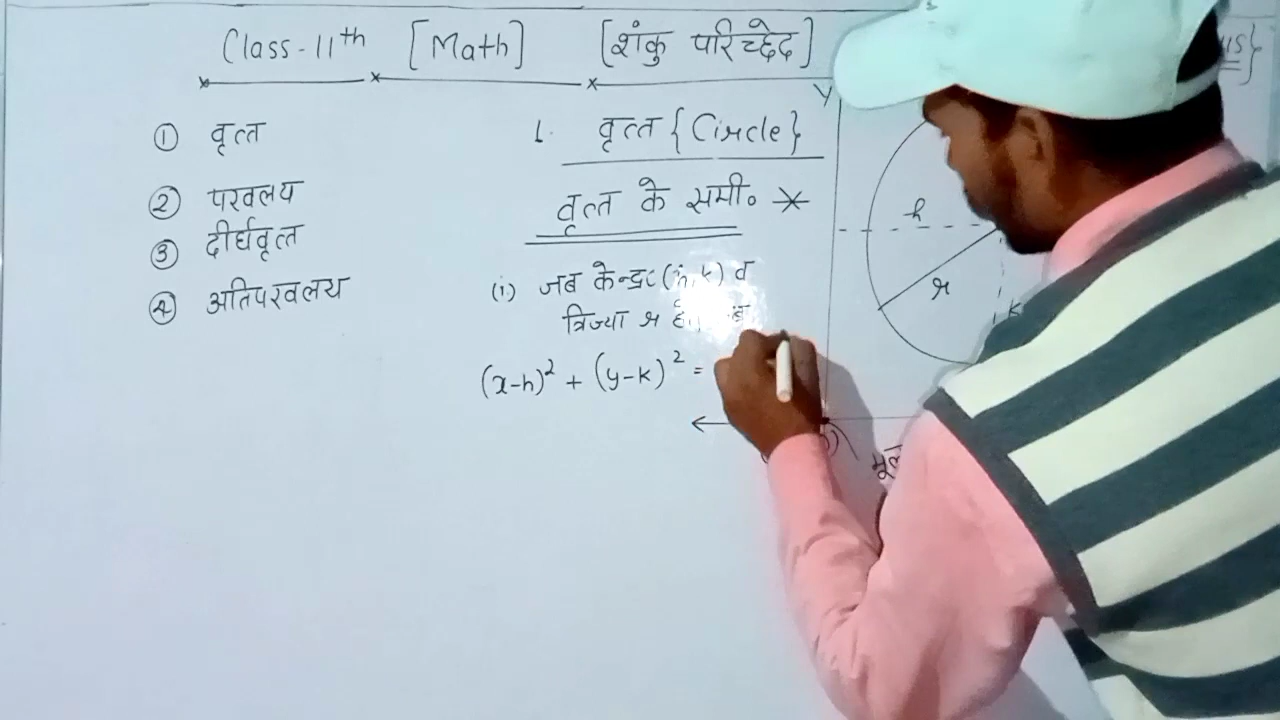 Class-11th [Math] [शंकु परिच्छेद]
① वृत्त
② परवलय
③ दीर्घवृत्त
④ अतिपरवलय
1. वृत्त {Circle}
वृत्त के समी०
(i) जब केन्द्र (h, k) व
त्रिज्या r हो,
(x-h)² + (y-k)² =
y
h
r
k